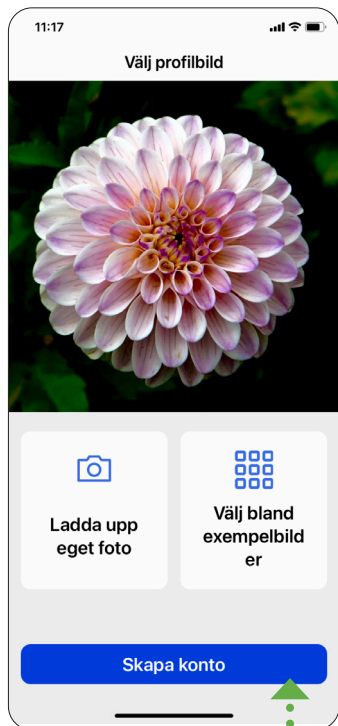 11:17
Välj profilbild
Ladda upp
eget foto
Välj bland
exempelbild
er
Skapa konto